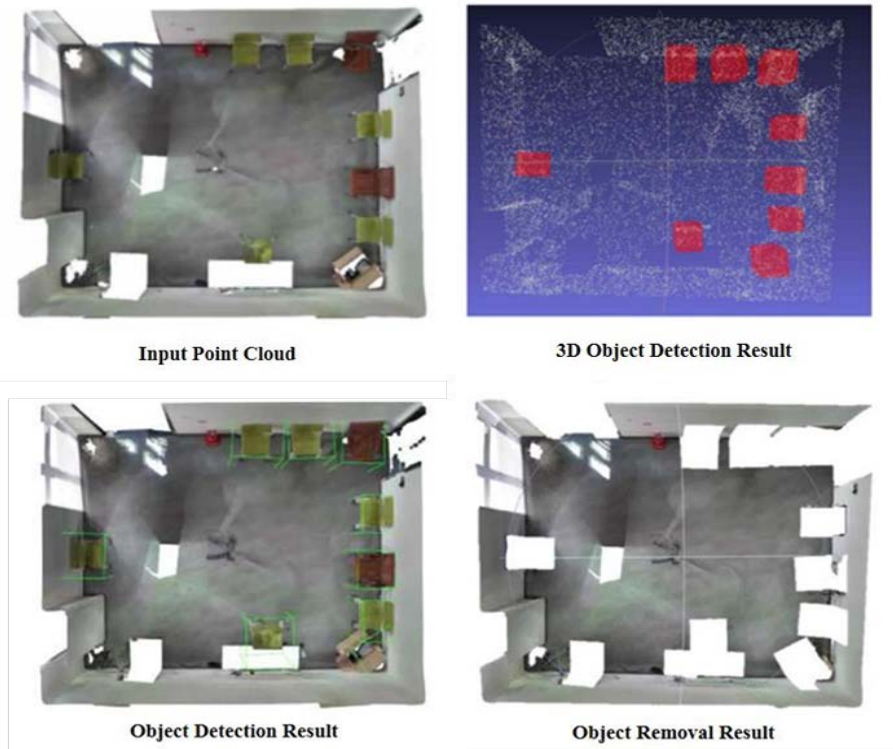 Input Point Cloud
3D Object Detection Result
Object Detection Result
Object Removal Result